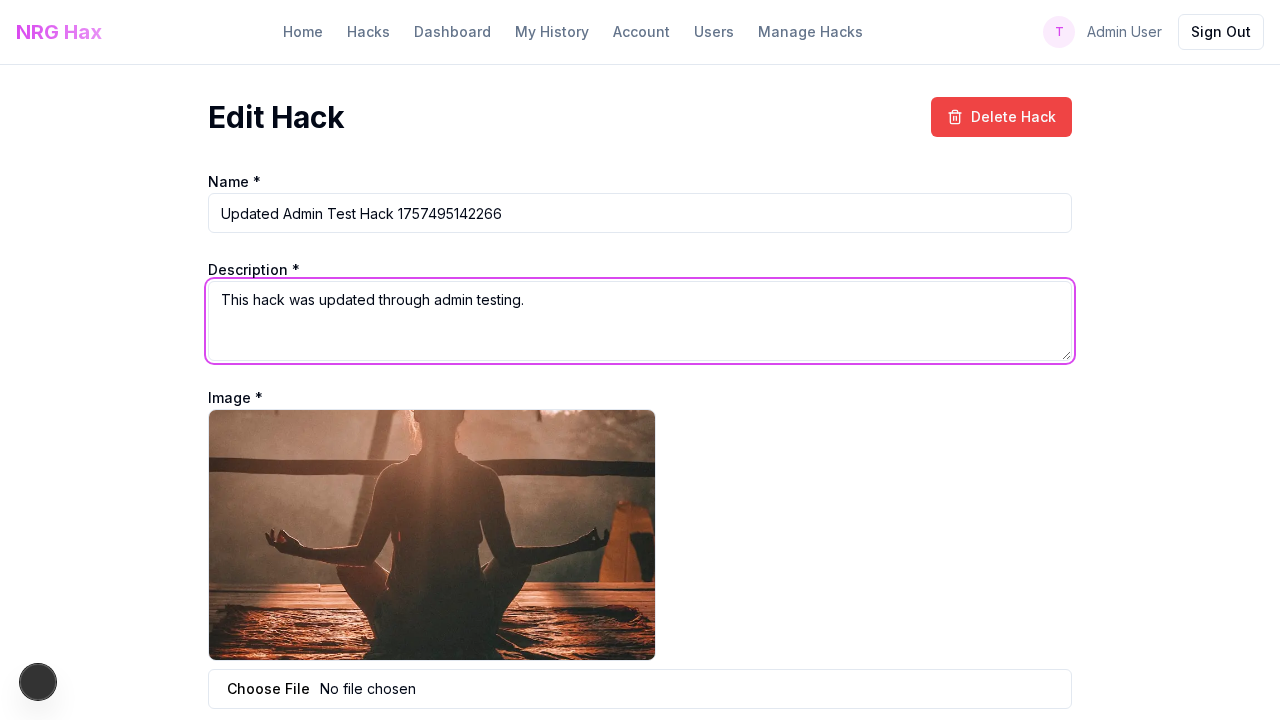 NRG Hax
Home Hacks Dashboard My History Account Users Manage Hacks
T Admin User Sign Out
Edit Hack
Delete Hack
Name *
Updated Admin Test Hack 1757495142266
Description *
This hack was updated through admin testing.
Image *
Choose File No file chosen